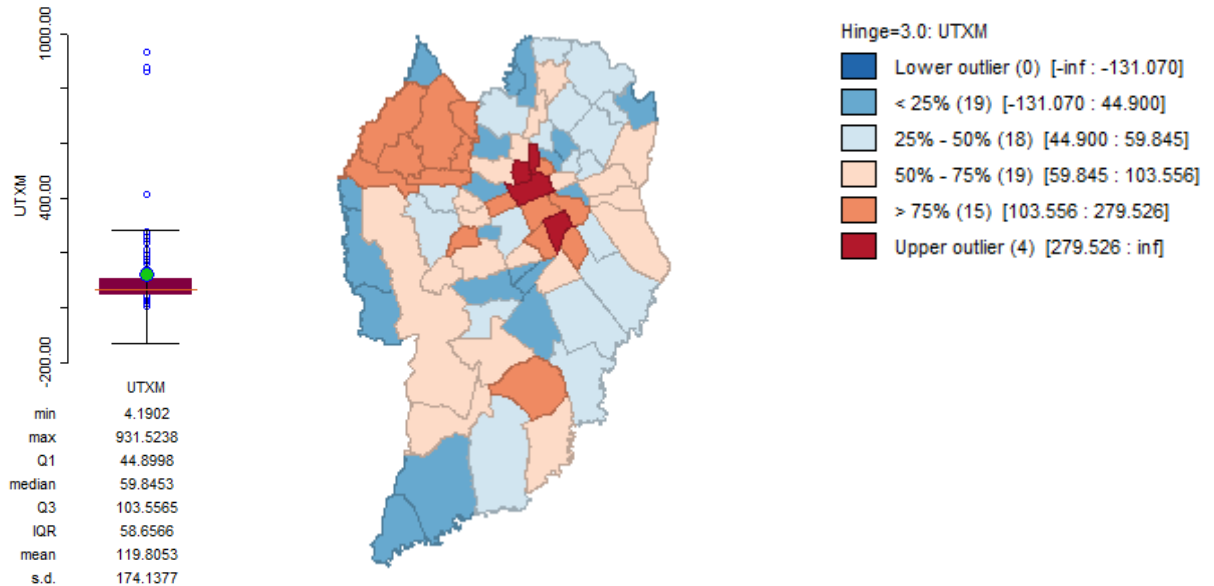 1000.00
400.00
-200.00
UTXM
UTXM
min 4.1902
max 931.5238
Q1 44.8998
median 59.8453
Q3 103.5565
IQR 58.6566
mean 119.8053
s.d. 174.1377
Hinge=3.0: UTXM
Lower outlier (0) [-inf : -131.070]
< 25% (19) [-131.070 : 44.900]
25% - 50% (18) [44.900 : 59.845]
50% - 75% (19) [59.845 : 103.556]
> 75% (15) [103.556 : 279.526]
Upper outlier (4) [279.526 : inf]